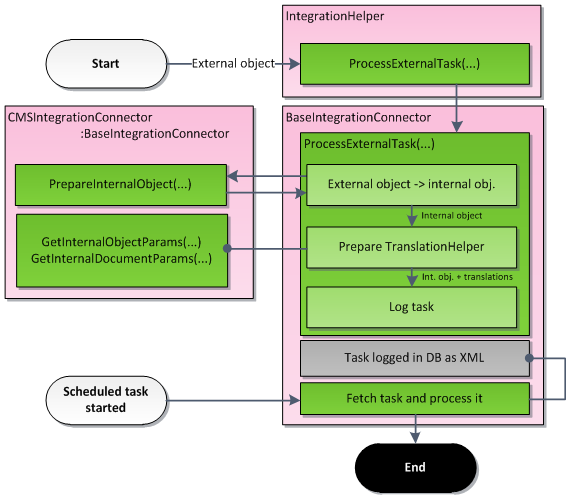 IntegrationHelper
Start
External object
ProcessExternalTask(...)
CMSIntegrationConnector
:BaseIntegrationConnector
BaseIntegrationConnector
ProcessExternalTask(...)
PrepareInternalObject(...)
External object -> internal obj.
Internal object
GetInternalObjectParams(...)
GetInternalDocumentParams(...)
Prepare TranslationHelper
Int. obj. + translations
Log task
Task logged in DB as XML
Scheduled task
started
Fetch task and process it
End